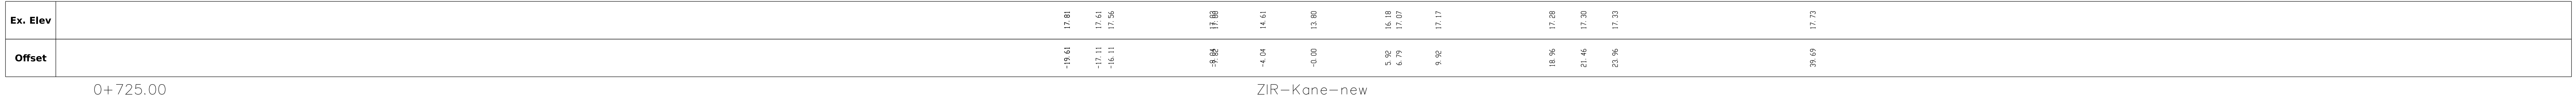 Ex. Elev 17.81 17.61 17.56 14.61 13.80 16.18 17.07 17.17 17.28 17.30 17.33 17.73
Offset -19.61 -17.11 -16.11 -4.04 -0.00 5.92 6.79 9.92 18.96 21.46 23.96 39.69
0+725.00 ZIR-Kane-new